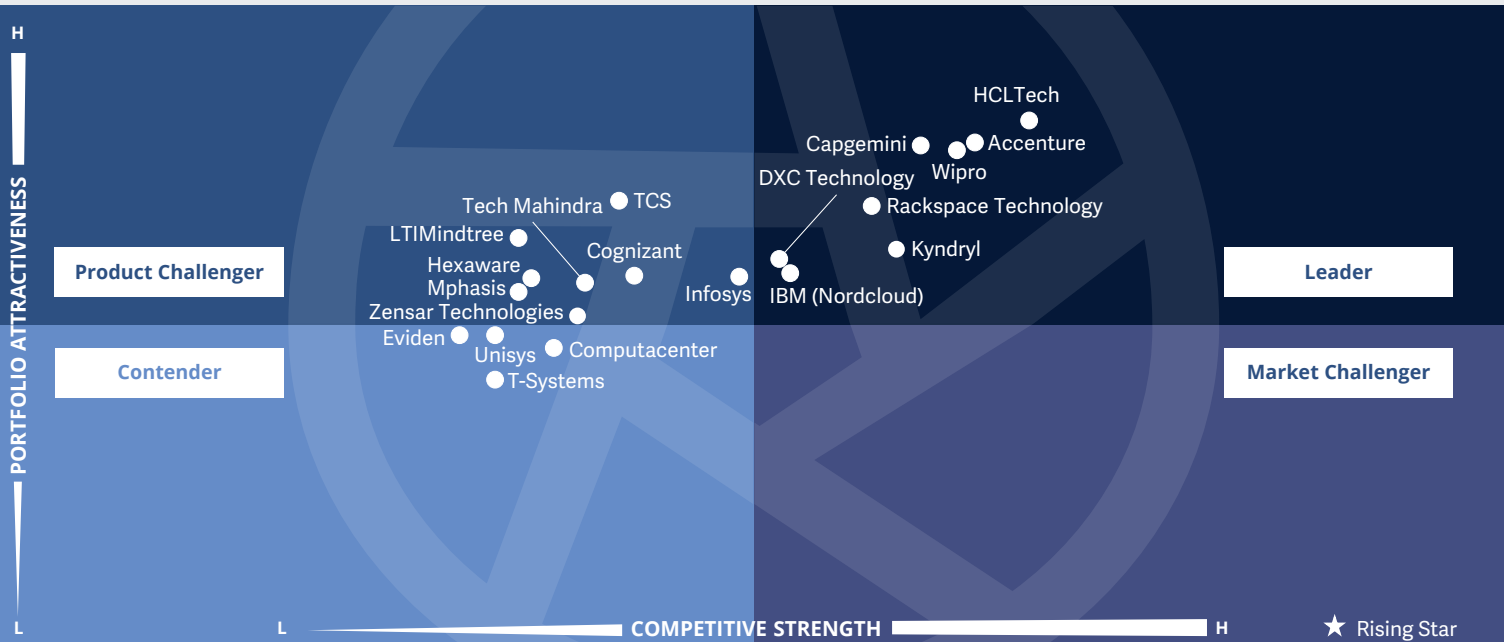 H
HCLTech
Capgemini
Accenture
Wipro
DXC Technology
Tech Mahindra
TCS
Rackspace Technology
LTIMindtree
Cognizant
Kyndryl
Hexaware
Product Challenger
Leader
Mphasis
Infosys
IBM (Nordcloud)
Zensar Technologies
Eviden
Unisys
Computacenter
Contender
Market Challenger
T-Systems
PORTFOLIO ATTRACTIVENESS
L
L
COMPETITIVE STRENGTH
H
Rising Star